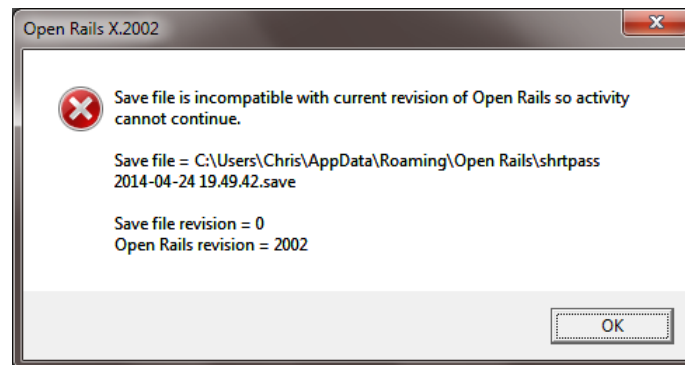 Open Rails X.2002
Save file is incompatible with current revision of Open Rails so activity
cannot continue.
Save file = C:\Users\Chris\AppData\Roaming\Open Rails\shrtpass
2014-04-24 19.49.42.save
Save file revision = 0
Open Rails revision = 2002
OK